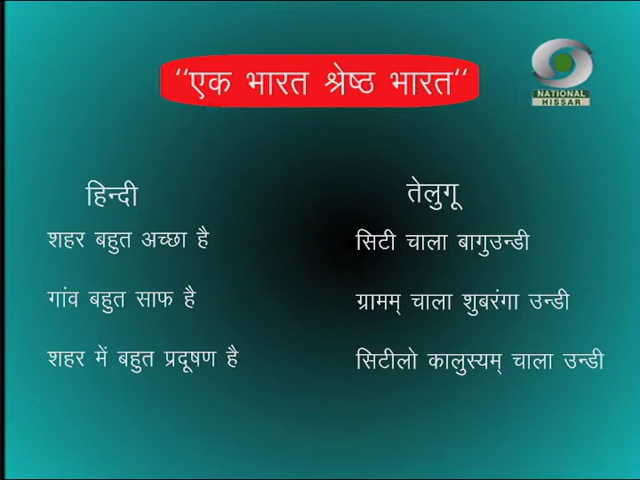 “एक भारत श्रेष्ठ भारत“
NATIONAL
HISSAR
हिन्दी
तेलुगू
शहर बहुत अच्छा है
सिटी चाला बागुउन्डी
गांव बहुत साफ है
ग्रामम् चाला शुबरंगा उन्डी
शहर में बहुत प्रदूषण है
सिटीलो कालुस्यम् चाला उन्डी